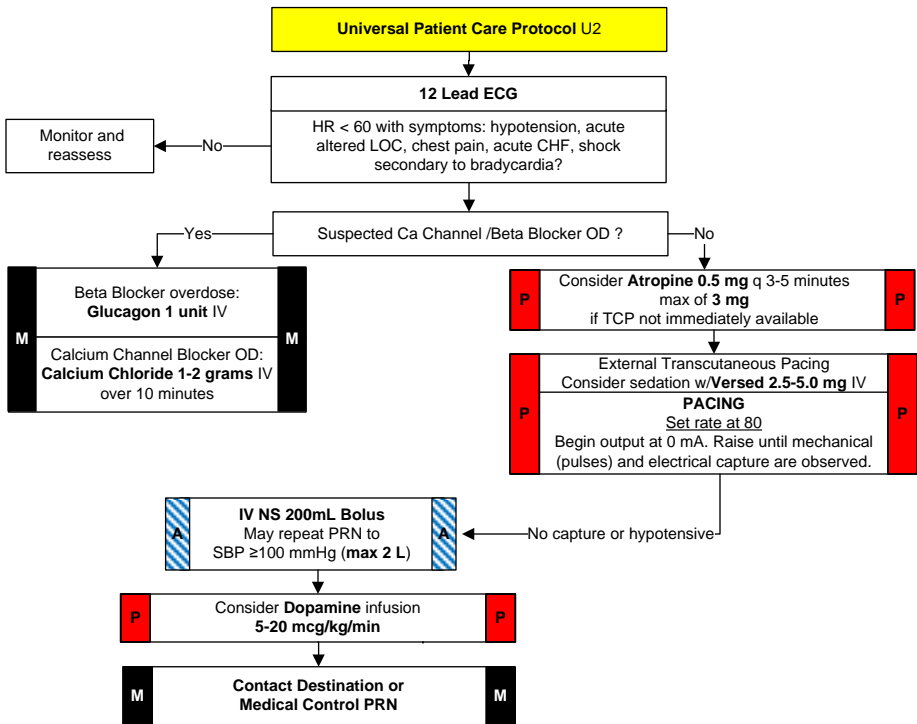 Universal Patient Care Protocol U2
12 Lead ECG
HR < 60 with symptoms: hypotension, acute
altered LOC, chest pain, acute CHF, shock
secondary to bradycardia?
No
Monitor and
reassess
Suspected Ca Channel /Beta Blocker OD ?
Yes
No
M
Beta Blocker overdose:
Glucagon 1 unit IV
Calcium Channel Blocker OD:
Calcium Chloride 1-2 grams IV
over 10 minutes
M
P
Consider Atropine 0.5 mg q 3-5 minutes
max of 3 mg
if TCP not immediately available
P
P
External Transcutaneous Pacing
Consider sedation w/Versed 2.5-5.0 mg IV
PACING
Set rate at 80
Begin output at 0 mA. Raise until mechanical
(pulses) and electrical capture are observed.
P
No capture or hypotensive
A
IV NS 200mL Bolus
May repeat PRN to
SBP ≥100 mmHg (max 2 L)
A
P
Consider Dopamine infusion
5-20 mcg/kg/min
P
M
Contact Destination or
Medical Control PRN
M